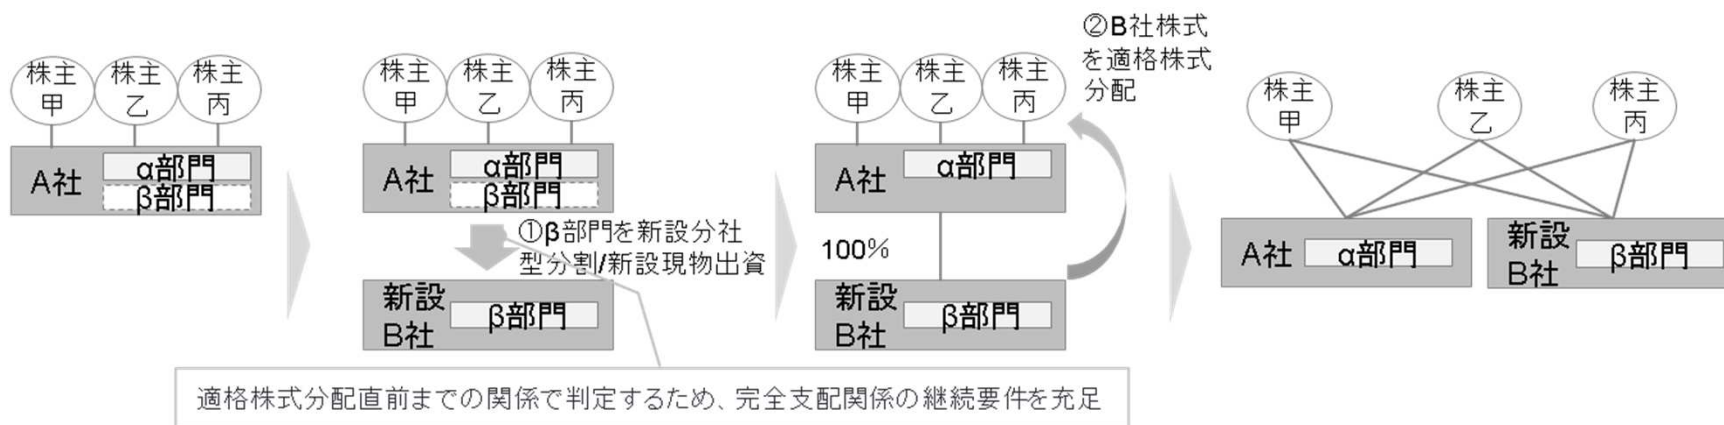 株主
甲
株主
乙
株主
丙
A社
α部門
β部門
株主
甲
株主
乙
株主
丙
A社
α部門
β部門
①β部門を新設分社
型分割/新設現物出資
新設
B社
β部門
株主
甲
株主
乙
株主
丙
A社
α部門
100%
新設
B社
β部門
②B社株式
を適格株式
分配
株主
甲
株主
乙
株主
丙
A社
α部門
新設
B社
β部門
適格株式分配直前までの関係で判定するため、完全支配関係の継続要件を充足